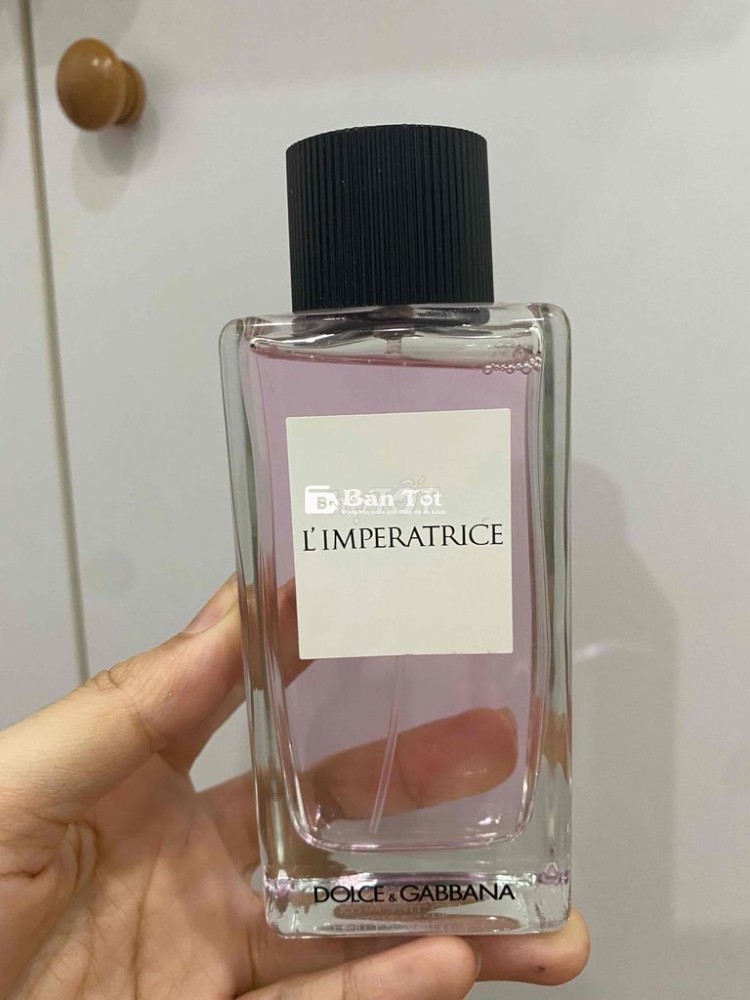 Bán Tốt
L'IMPERATRICE
DOLCE & GABBANA